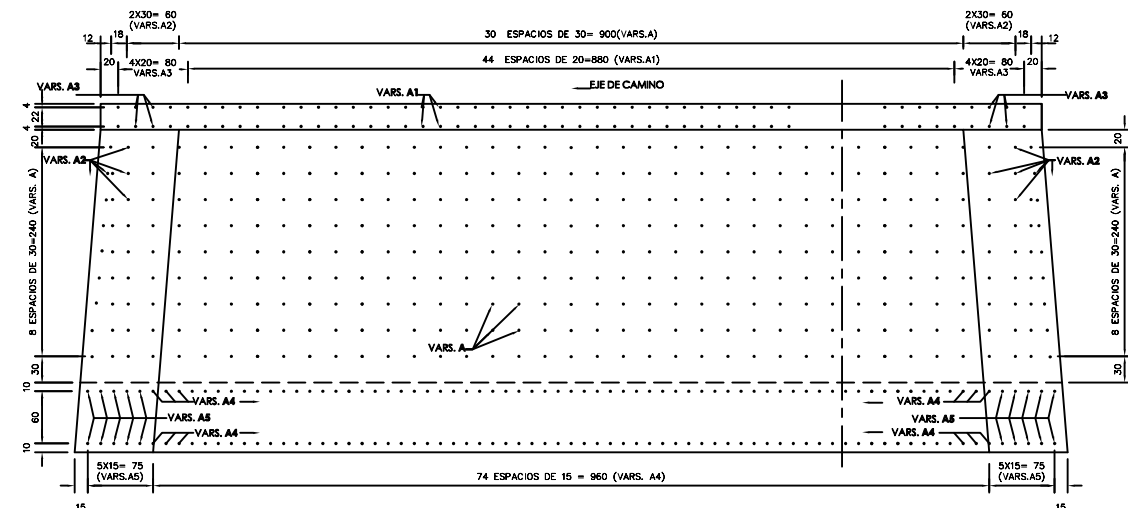 2X30= 60
(VARS.A2)
12
18
30 ESPACIOS DE 30= 900(VARS.A)
2X30= 60
(VARS.A2)
18
12
20
4X20= 80
VARS.A3
44 ESPACIOS DE 20=880 (VARS.A1)
4X20= 80
VARS.A3
20
VARS. A3
VARS. A1
EJE DE CAMINO
VARS. A3
4
22
4
20
VARS. A2
VARS. A2
20
8 ESPACIOS DE 30=240 (VARS. A)
8 ESPACIOS DE 30=240 (VARS. A)
VARS. A
30
30
10
VARS. A4
VARS. A4
60
VARS. A5
VARS. A5
VARS. A4
VARS. A4
10
5X15= 75
(VARS.A5)
74 ESPACIOS DE 15 = 960 (VARS. A4)
5X15= 75
(VARS.A5)
15
15